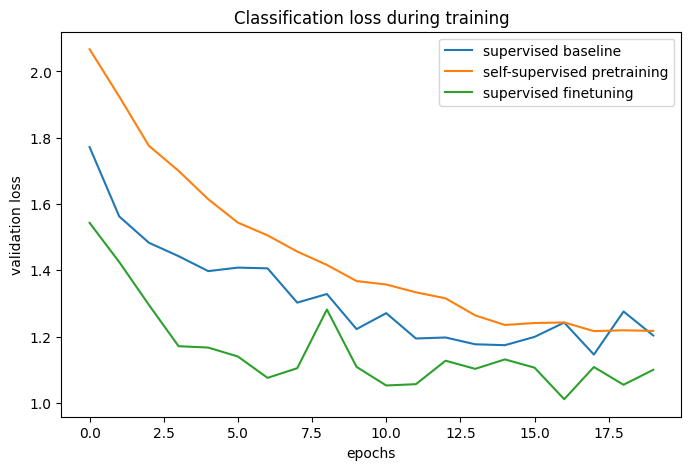 Classification loss during training
supervised baseline
self-supervised pretraining
supervised finetuning
validation loss
2.0
1.8
1.6
1.4
1.2
1.0
0.0 2.5 5.0 7.5 10.0 12.5 15.0 17.5
epochs